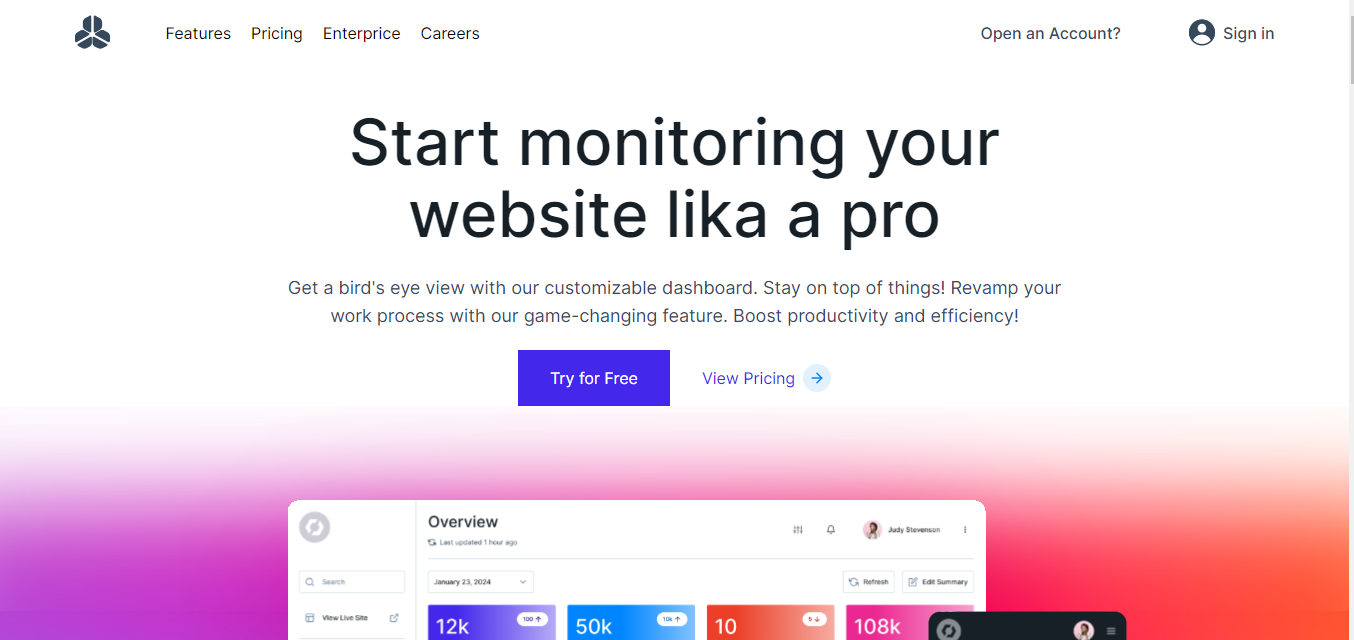 Features Pricing Enterprice Careers Open an Account? Sign in
Start monitoring your
website lika a pro
Get a bird's eye view with our customizable dashboard. Stay on top of things! Revamp your
work process with our game-changing feature. Boost productivity and efficiency!
Try for Free View Pricing
Overview
Judy Stevenson
Last updated 1 hour ago
Search
January 23, 2024 Refresh Edit Summary
View Live Site
12k 100 50k 10k 10 5 108k